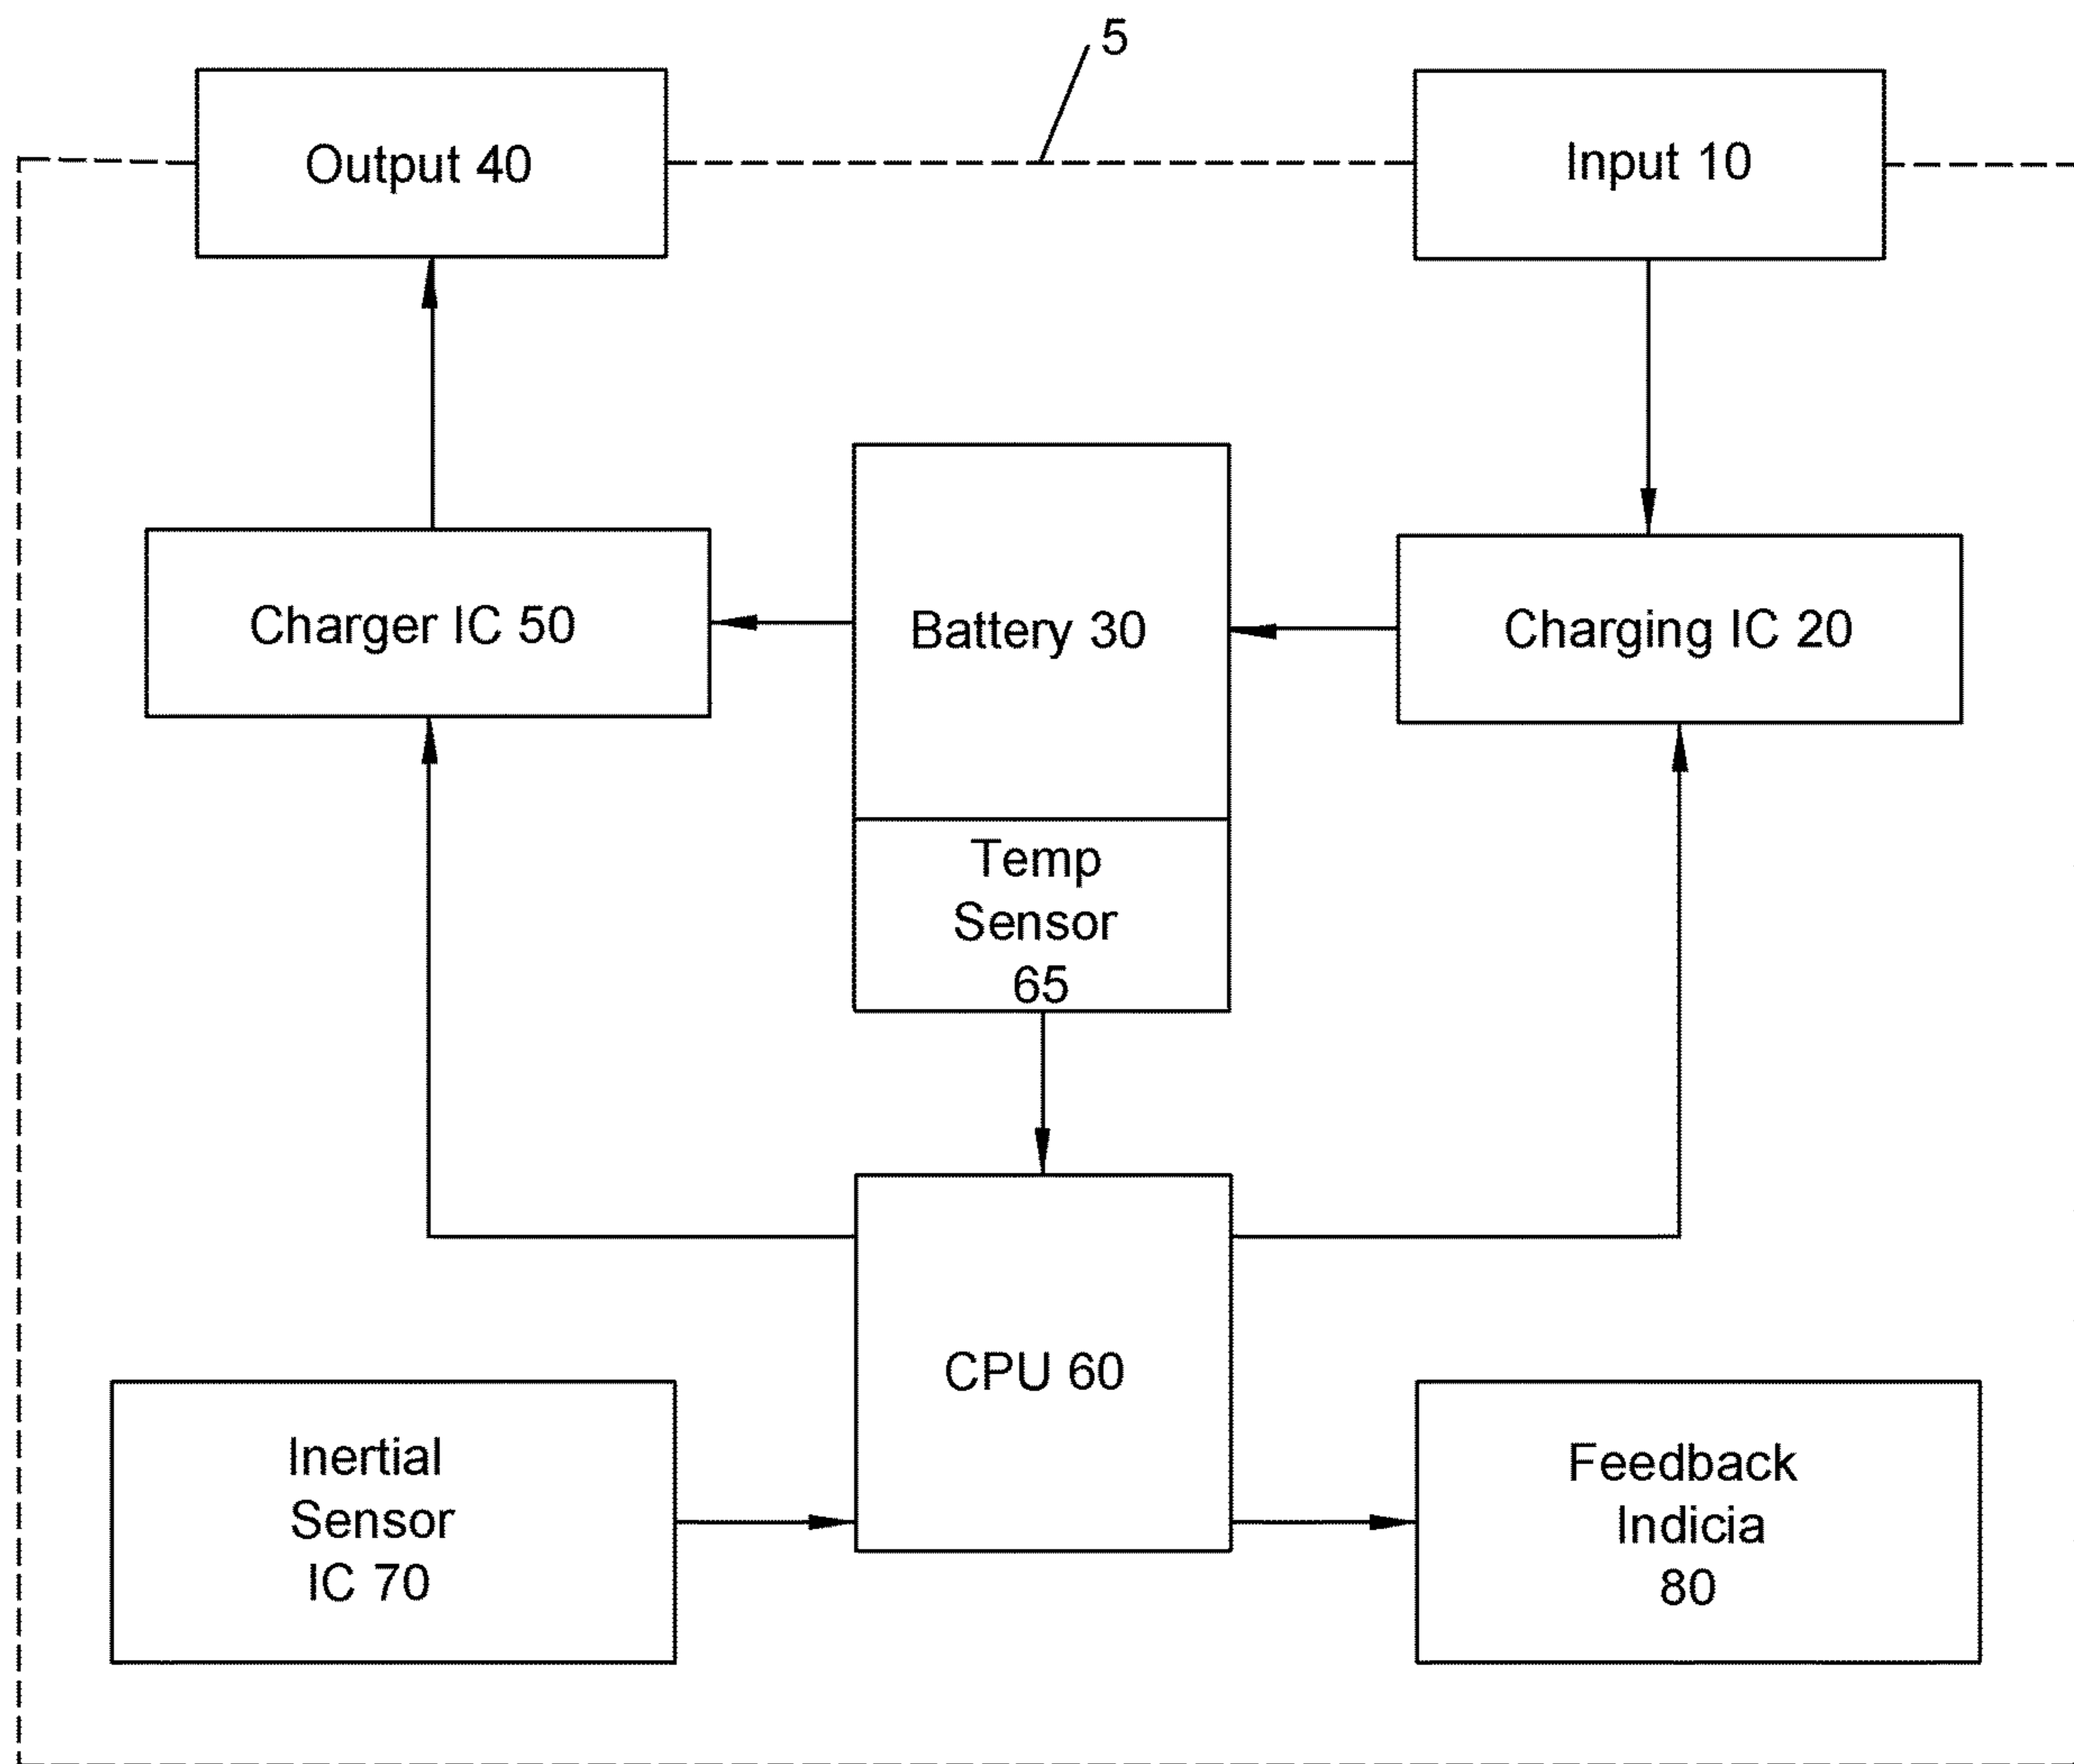 5
Output 40
Input 10
Charger IC 50
Battery 30
Charging IC 20
Temp
Sensor
65
CPU 60
Inertial
Sensor
IC 70
Feedback
Indicia
80